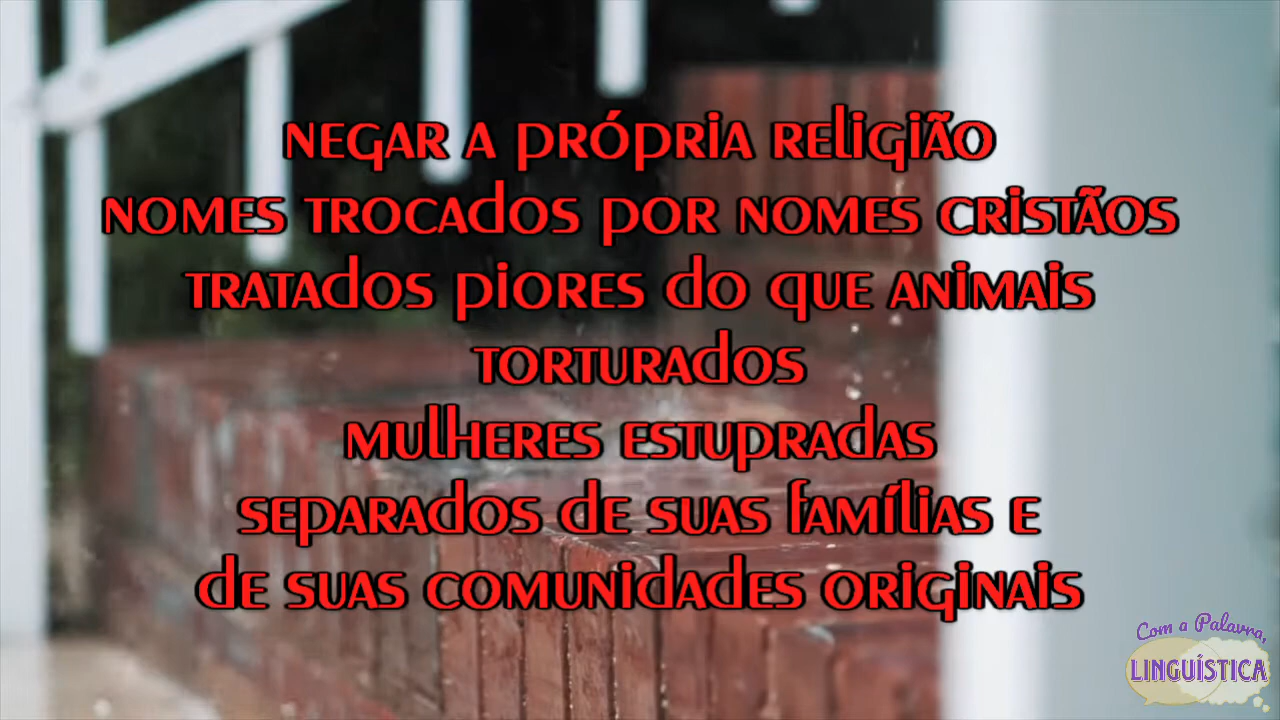 NEGAR A PRÓPRIA RELIGIÃO
NOMES TROCADOS POR NOMES CRISTÃOS
TRATADOS PIORES DO QUE ANIMAIS
TORTURADOS
MULHERES ESTUPRADAS
SEPARADOS DE SUAS FAMÍLIAS E
DE SUAS COMUNIDADES ORIGINAIS
Com a Palavra,
LINGUÍSTICA